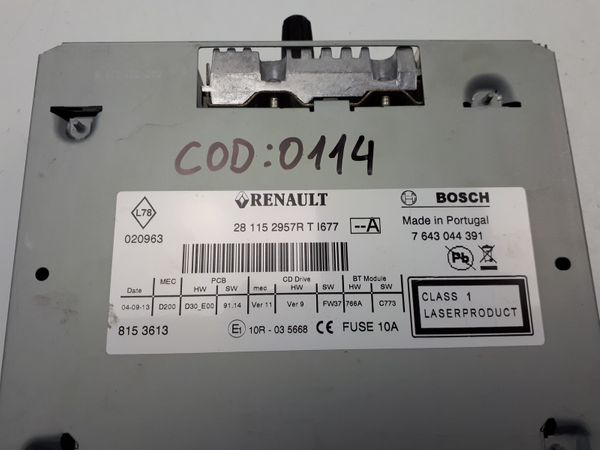 COD:0114
L78
RENAULT
BOSCH
020963
28 115 2957R T I677
--A
Made in Portugal
7 643 044 391
Pb
MEC PCB CD Drive BT Module
Date HW SW mec. HW SW HW SW
04-09-13 D200 D30_E00 91.14 Ver 11 Ver 9 FW37 766A C773
CLASS 1
LASERPRODUCT
815 3613
E1 10R - 03 5668 CE FUSE 10A